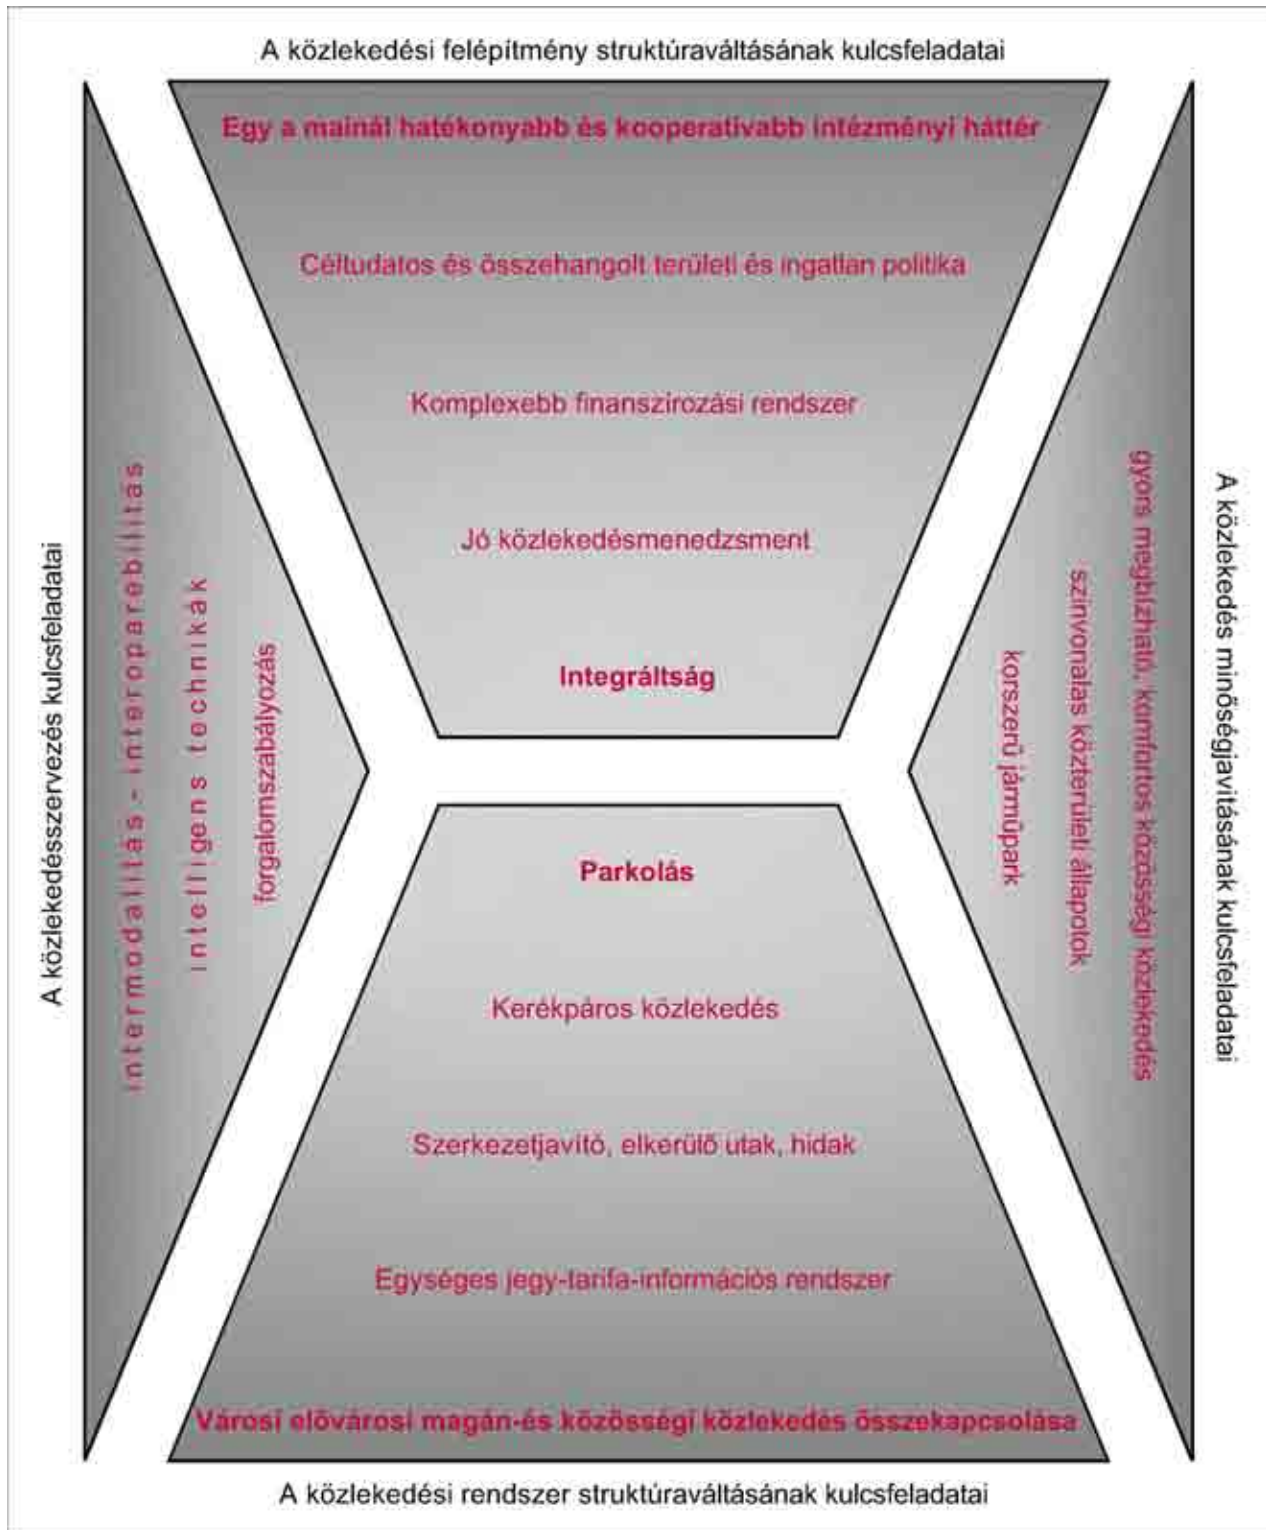 A közlekedési felépítmény struktúraváltásának kulcsfeladatai
Egy a mainál hatékonyabb és kooperatívabb intézményi háttér
Céltudatos és összehangolt területi és ingatlan politika
Komplexebb finanszírozási rendszer
Jó közlekedésmenedzsment
Integráltság
A közlekedésszervezés kulcsfeladatai
intermodalitás - interoparebilitás
intelligens technikák
forgalomszabályozás
korszerű járműpark
színvonalas közterületi állapotok
gyors megbízható, komfortos közösségi közlekedés
A közlekedés minőségjavításának kulcsfeladatai
Parkolás
Kerékpáros közlekedés
Szerkezetjavító, elkerülő utak, hidak
Egységes jegy-tarifa-információs rendszer
Városi elővárosi magán-és közösségi közlekedés összekapcsolása
A közlekedési rendszer struktúraváltásának kulcsfeladatai